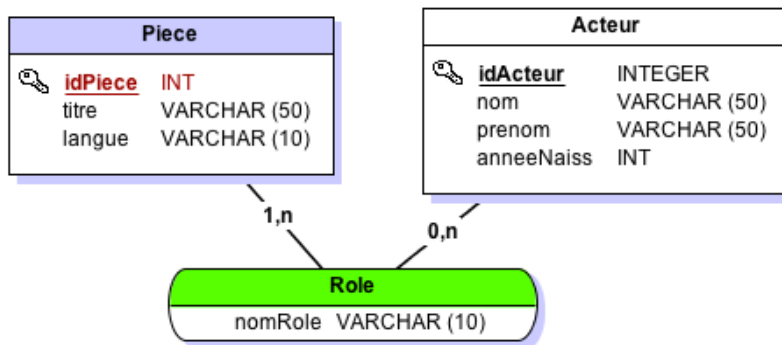 Piece
idPiece INT
titre VARCHAR (50)
langue VARCHAR (10)
Acteur
idActeur INTEGER
nom VARCHAR (50)
prenom VARCHAR (50)
anneeNaiss INT
1,n
0,n
Role
nomRole VARCHAR (10)